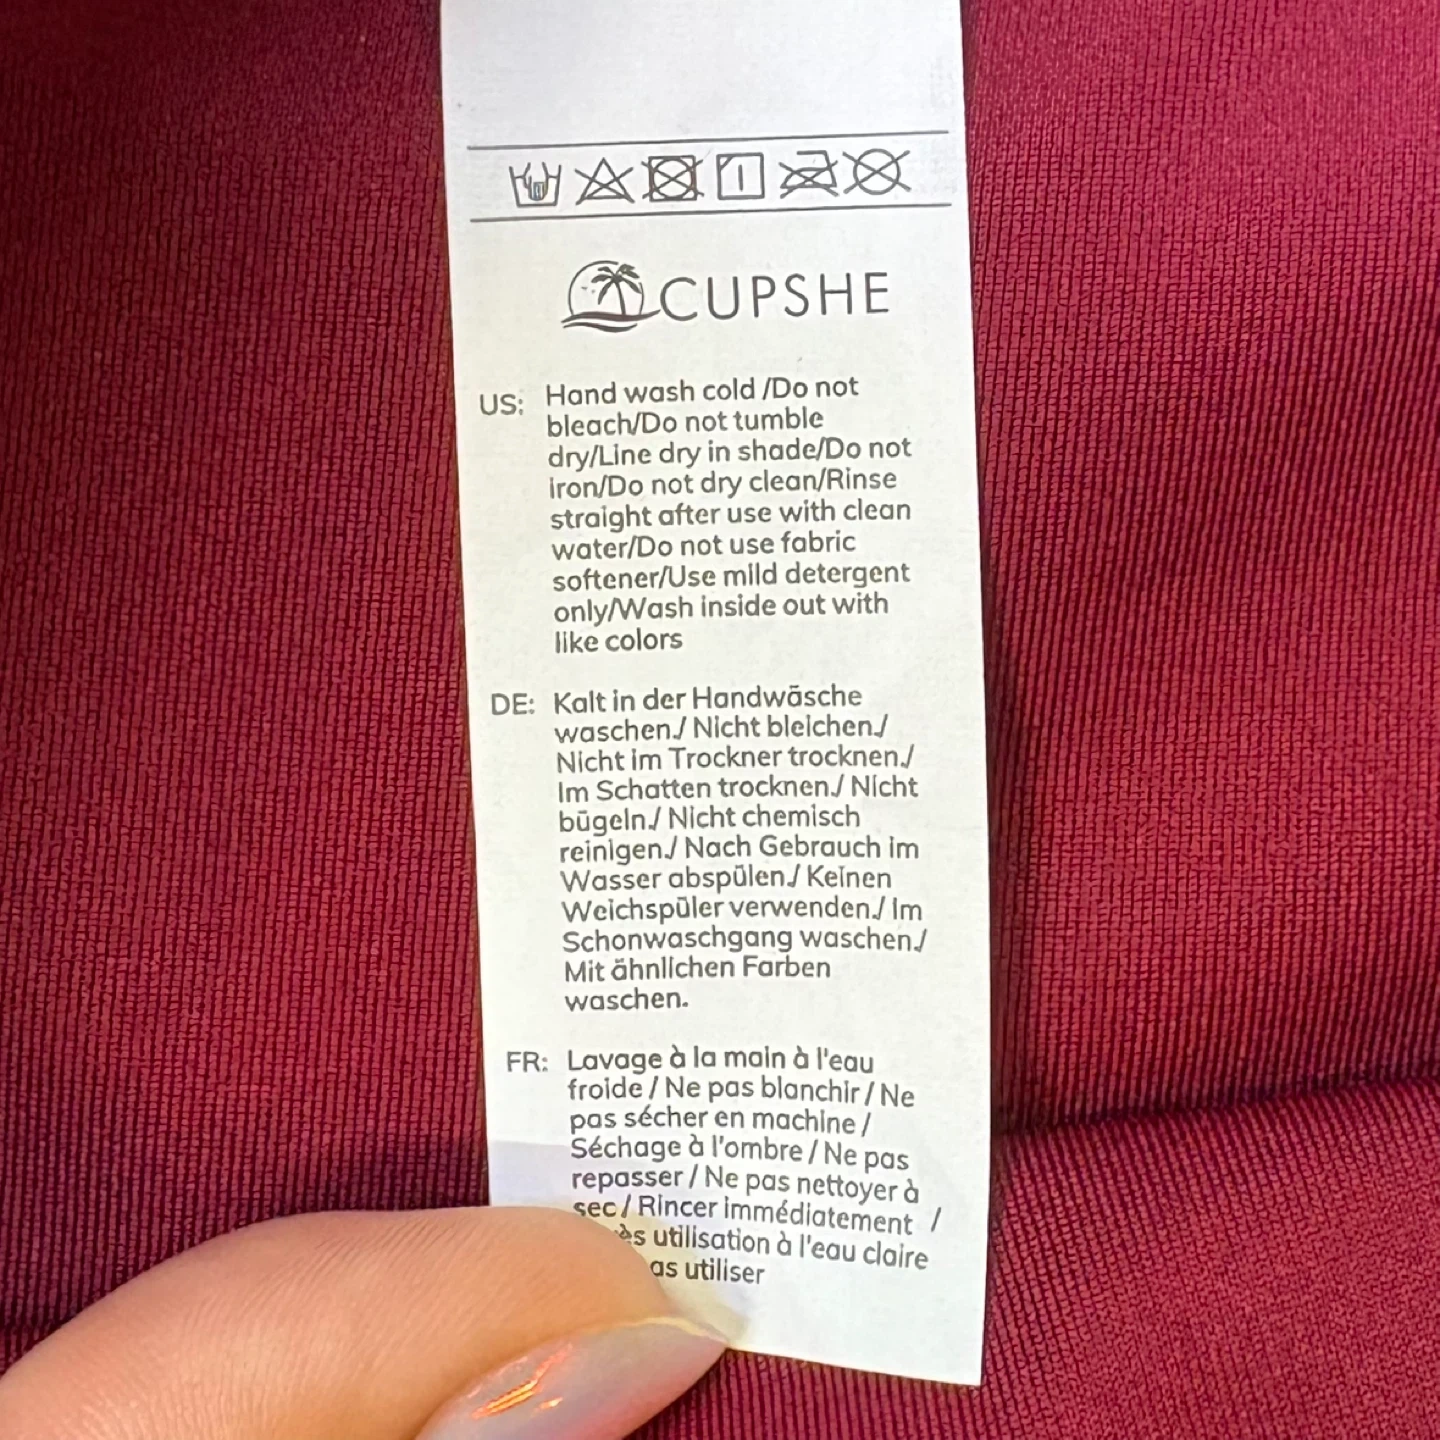 CUPSHE
US: Hand wash cold /Do not
bleach/Do not tumble
dry/Line dry in shade/Do not
iron/Do not dry clean/Rinse
straight after use with clean
water/Do not use fabric
softener/Use mild detergent
only/Wash inside out with
like colors
DE: Kalt in der Handwäsche
waschen./ Nicht bleichen./
Nicht im Trockner trocknen./
Im Schatten trocknen./ Nicht
bügeln./ Nicht chemisch
reinigen./ Nach Gebrauch im
Wasser abspülen./ Keinen
Weichspüler verwenden./ Im
Schonwaschgang waschen./
Mit ähnlichen Farben
waschen.
FR: Lavage à la main à l'eau
froide / Ne pas blanchir / Ne
pas sécher en machine /
Séchage à l'ombre / Ne pas
repasser / Ne pas nettoyer à
sec / Rincer immédiatement /
utilisation à l'eau claire
utiliser